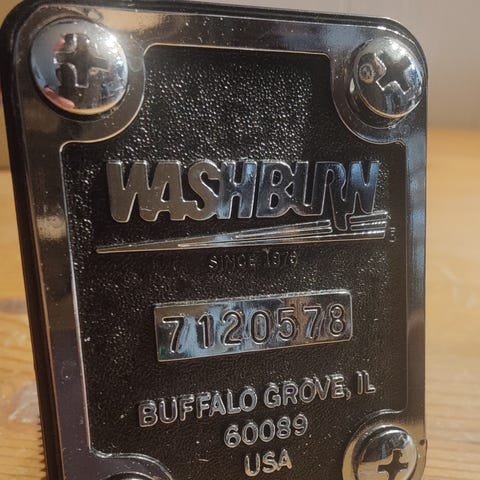 WASHBURN
SINCE 1976
7120578
BUFFALO GROVE, IL
60089
USA